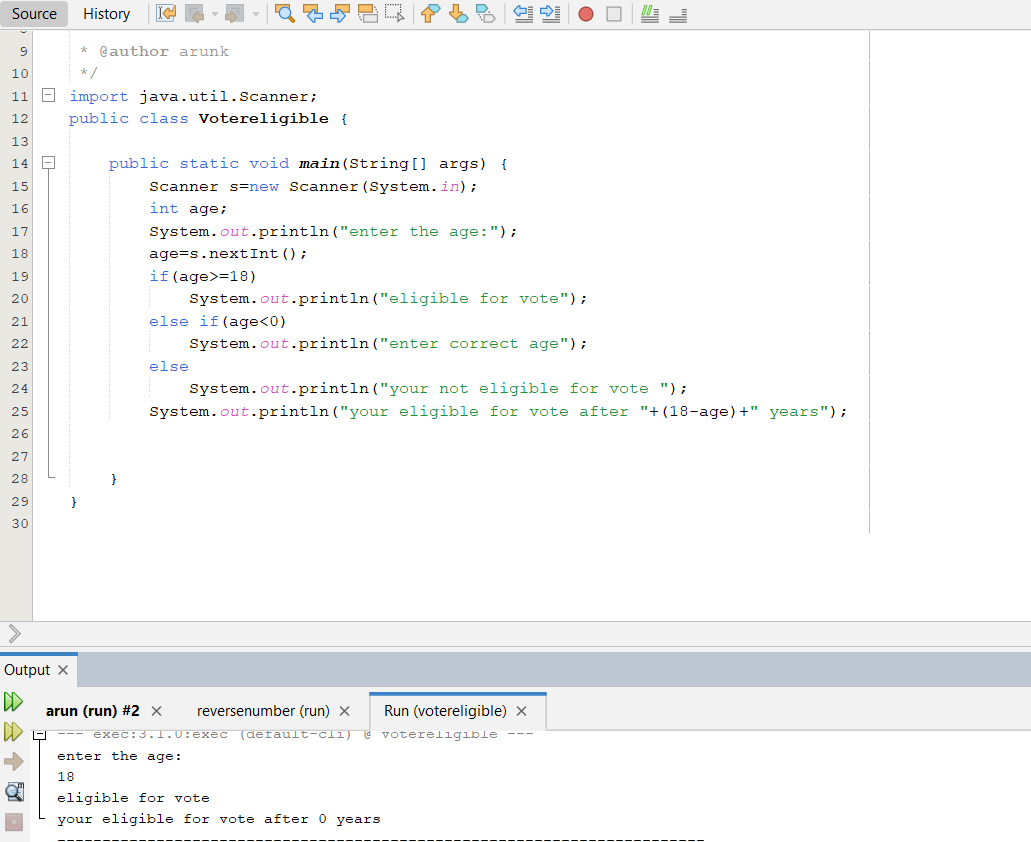 Source History
9 * @author arunk
10 */
11 import java.util.Scanner;
12 public class Votereligible {
13
14 public static void main(String[] args) {
15 Scanner s=new Scanner(System.in);
16 int age;
17 System.out.println("enter the age:");
18 age=s.nextInt();
19 if(age>=18)
20 System.out.println("eligible for vote");
21 else if(age<0)
22 System.out.println("enter correct age");
23 else
24 System.out.println("your not eligible for vote ");
25 System.out.println("your eligible for vote after "+(18-age)+" years");
26
27
28 }
29 }
30
Output
arun (run) #2 reversenumber (run) Run (votereligible)
--- exec:3.1.0:exec (default-cli) @ votereligible ---
enter the age:
18
eligible for vote
your eligible for vote after 0 years
------------------------------------------------------------------------